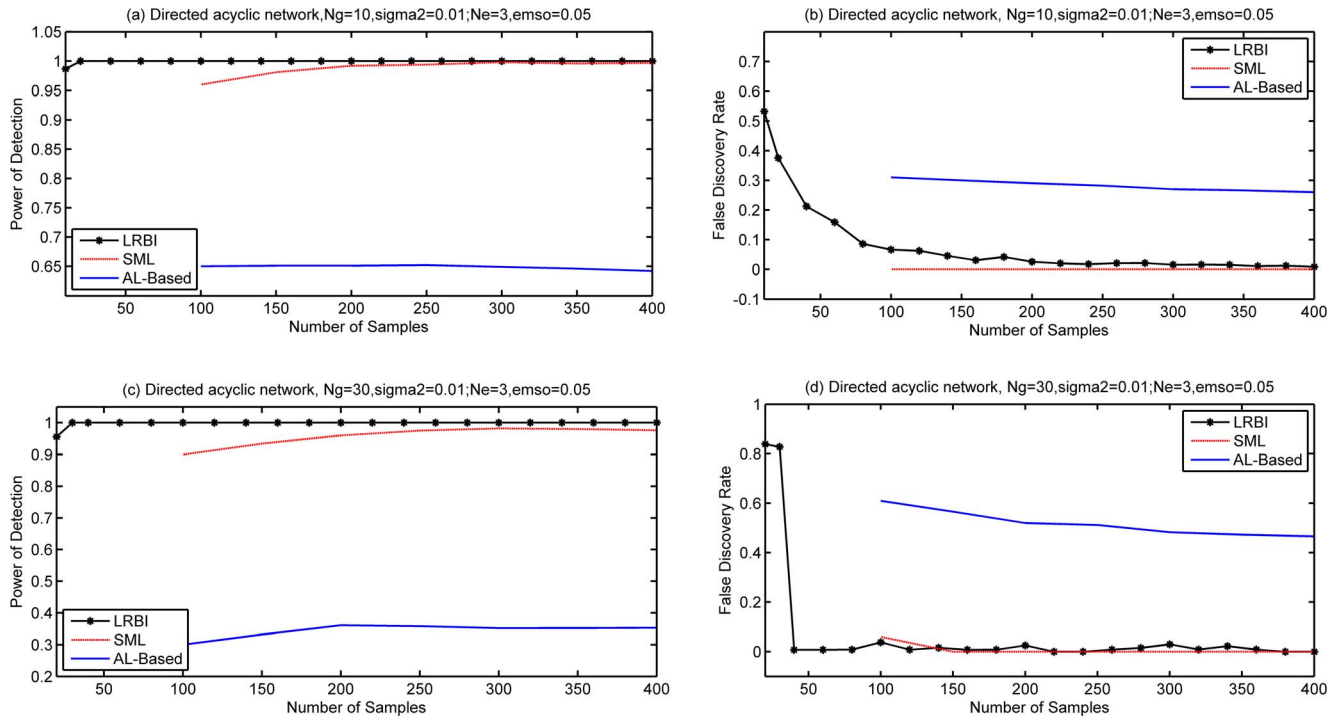 (a) Directed acyclic network,Ng=10,sigma2=0.01;Ne=3,emso=0.05
1.05
1
0.95
0.9
0.85
0.8
0.75
0.7
0.65
Power of Detection
LRBI
SML
AL-Based
50 100 150 200 250 300 350 400
Number of Samples
(b) Directed acyclic network, Ng=10,sigma2=0.01;Ne=3,emso=0.05
0.7
0.6
0.5
0.4
0.3
0.2
0.1
0
-0.1
False Discovery Rate
LRBI
SML
AL-Based
50 100 150 200 250 300 350 400
Number of Samples
(c) Directed acyclic network, Ng=30,sigma2=0.01;Ne=3,emso=0.05
1
0.9
0.8
0.7
0.6
0.5
0.4
0.3
0.2
Power of Detection
LRBI
SML
AL-Based
50 100 150 200 250 300 350 400
Number of Samples
(d) Directed acyclic network, Ng=30,sigma2=0.01;Ne=3,emso=0.05
1
0.8
0.6
0.4
0.2
0
False Discovery Rate
LRBI
SML
AL-Based
50 100 150 200 250 300 350 400
Number of Samples